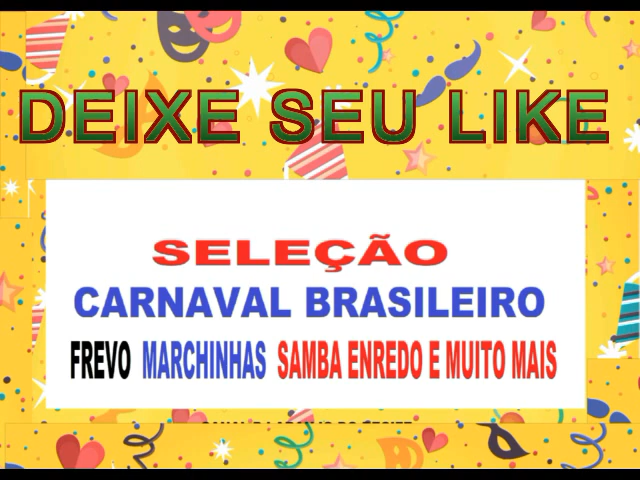 DEIXE SEU LIKE
SELEÇÃO
CARNAVAL BRASILEIRO
FREVO MARCHINHAS SAMBA ENREDO E MUITO MAIS